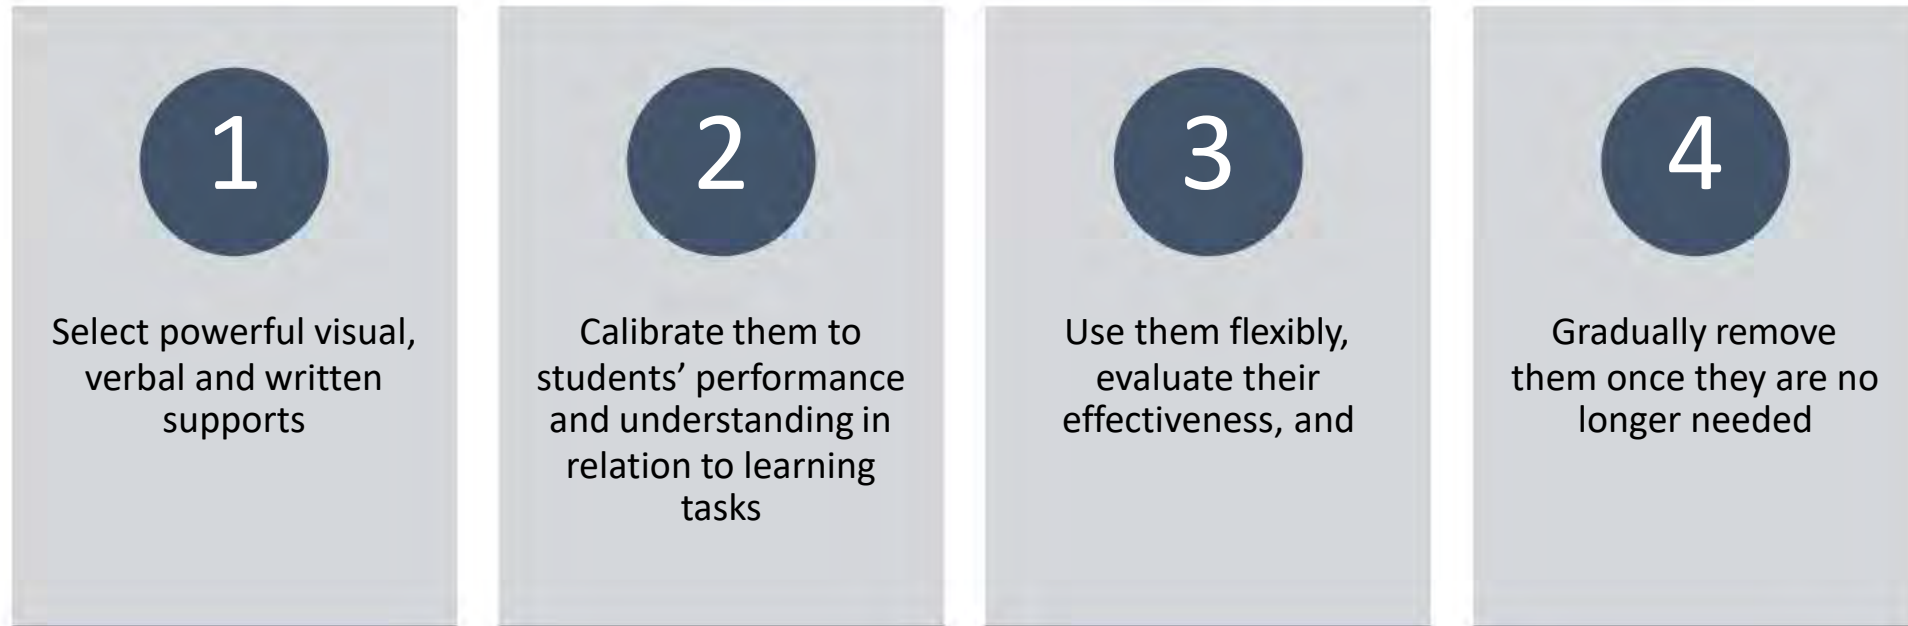 1
Select powerful visual,
verbal and written
supports
2
Calibrate them to
students’ performance
and understanding in
relation to learning
tasks
3
Use them flexibly,
evaluate their
effectiveness, and
4
Gradually remove
them once they are no
longer needed